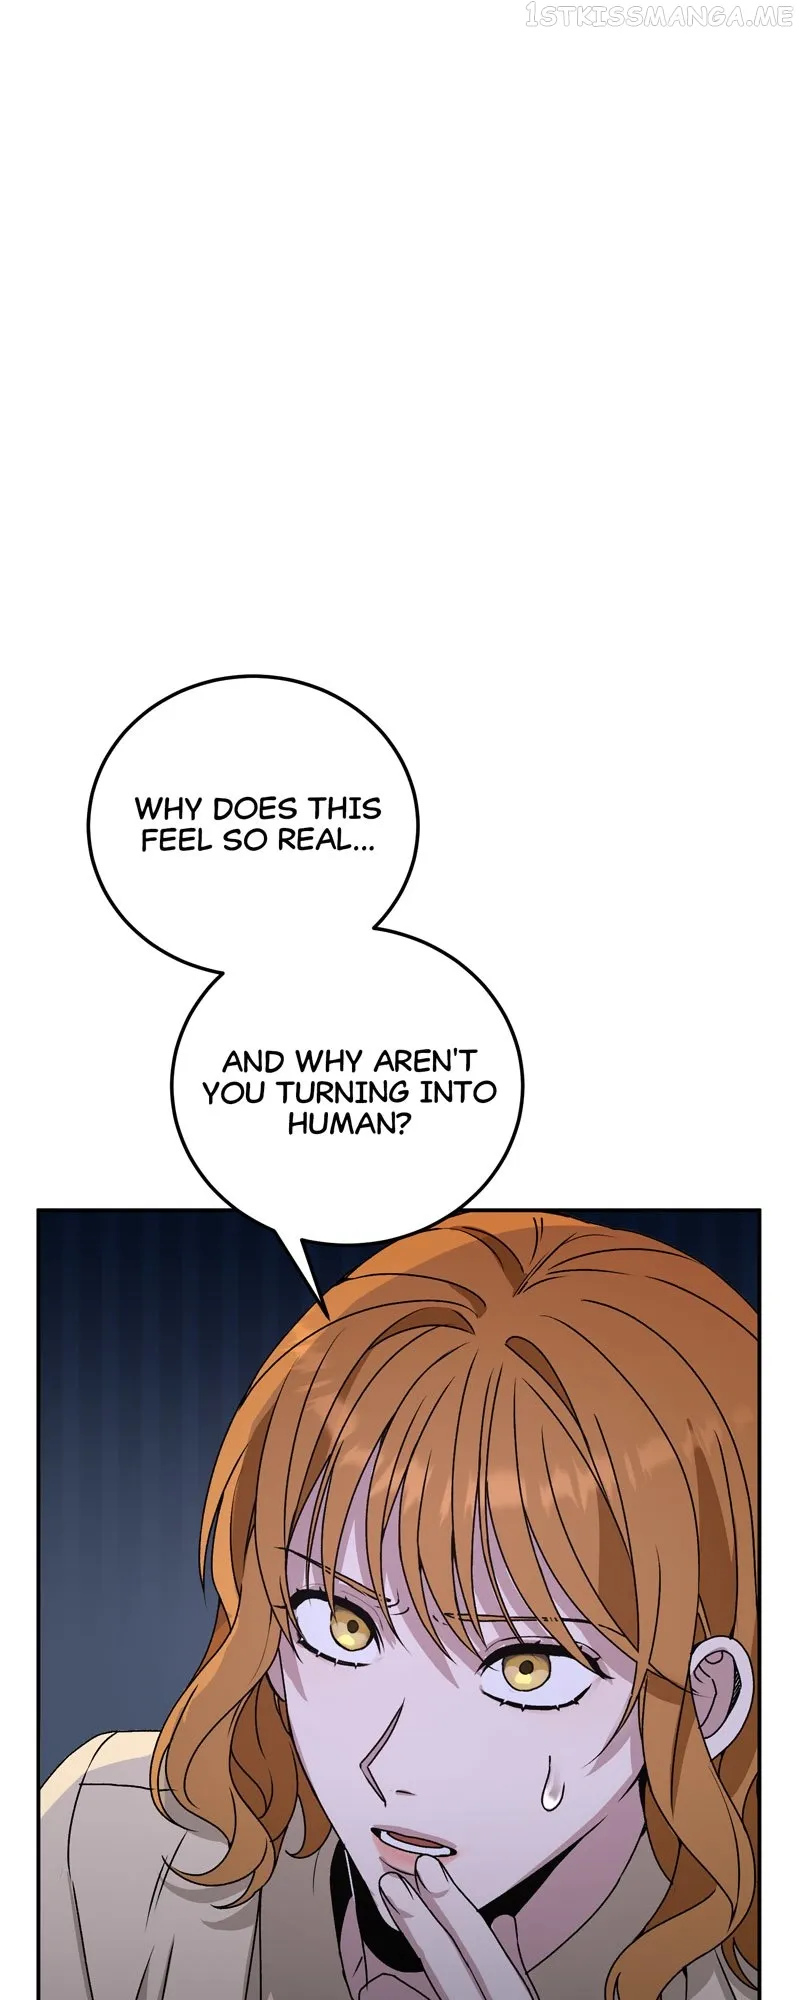 1STKISSMANGA.ME
WHY DOES THIS
FEEL SO REAL...
AND WHY AREN'T
YOU TURNING INTO
HUMAN?